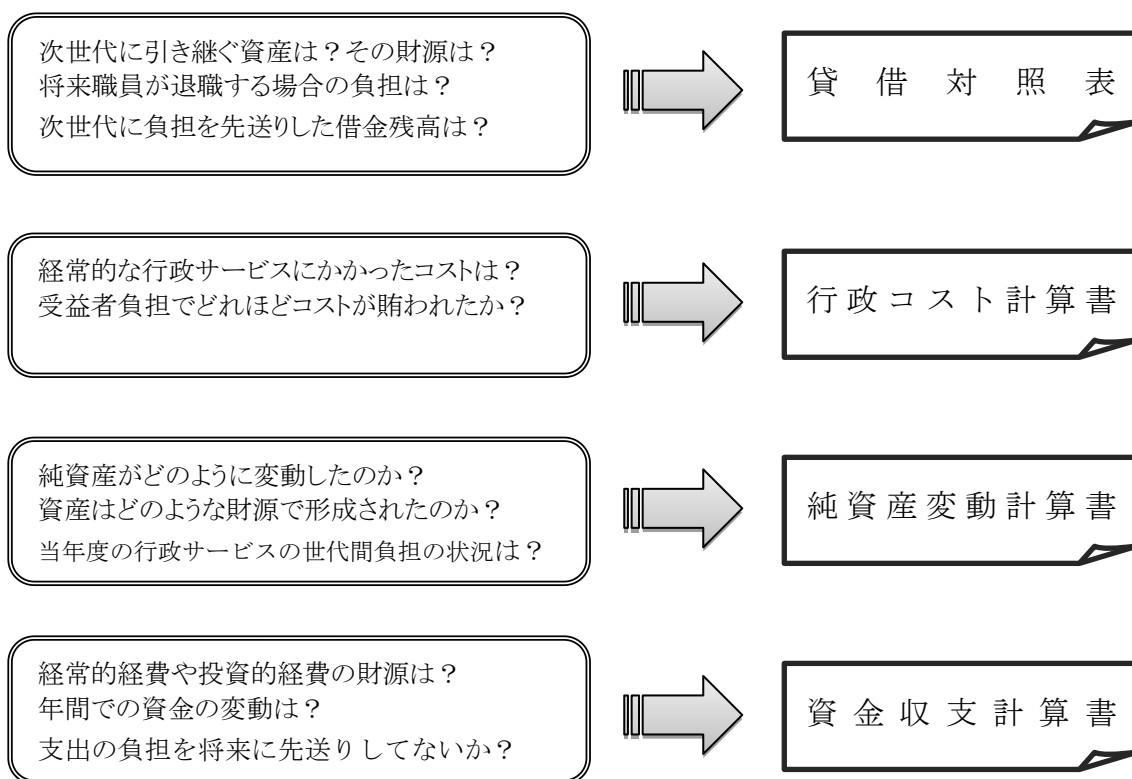 次世代に引き継ぐ資産は？その財源は？
将来職員が退職する場合の負担は？
次世代に負担を先送りした借金残高は？
貸借対照表
経常的な行政サービスにかかったコストは？
受益者負担でどれほどコストが賄われたか？
行政コスト計算書
純資産がどのように変動したのか？
資産はどのような財源で形成されたのか？
当年度の行政サービスの世代間負担の状況は？
純資産変動計算書
経常的経費や投資的経費の財源は？
年間での資金の変動は？
支出の負担を将来に先送りしてないか？
資金収支計算書